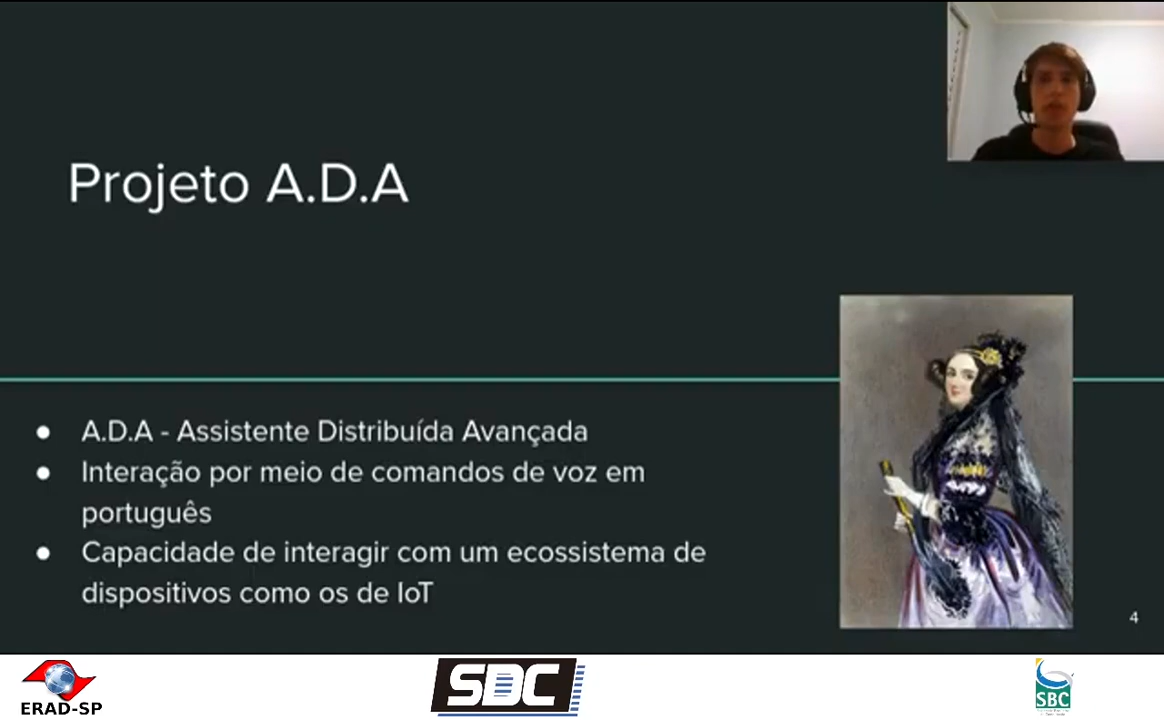 Projeto A.D.A
● A.D.A - Assistente Distribuída Avançada
● Interação por meio de comandos de voz em
português
● Capacidade de interagir com um ecossistema de
dispositivos como os de IoT
4
ERAD-SP
SDC
SBC